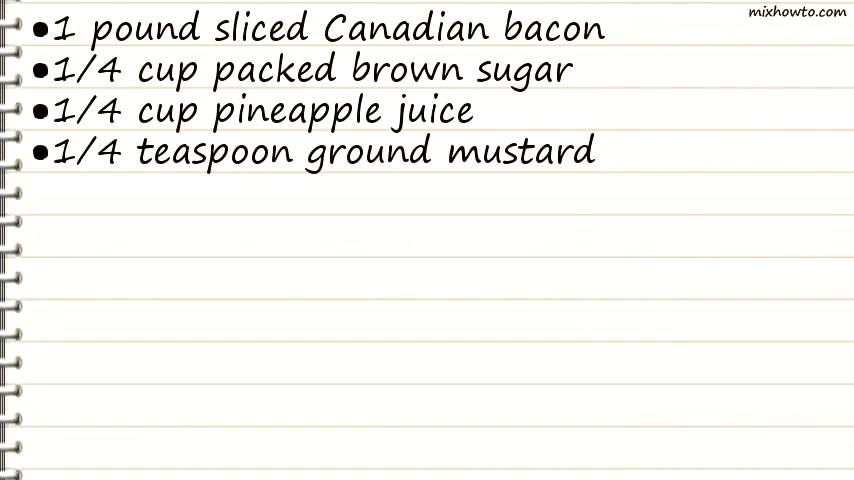 mixhowto.com
•1 pound sliced Canadian bacon
•1/4 cup packed brown sugar
•1/4 cup pineapple juice
•1/4 teaspoon ground mustard